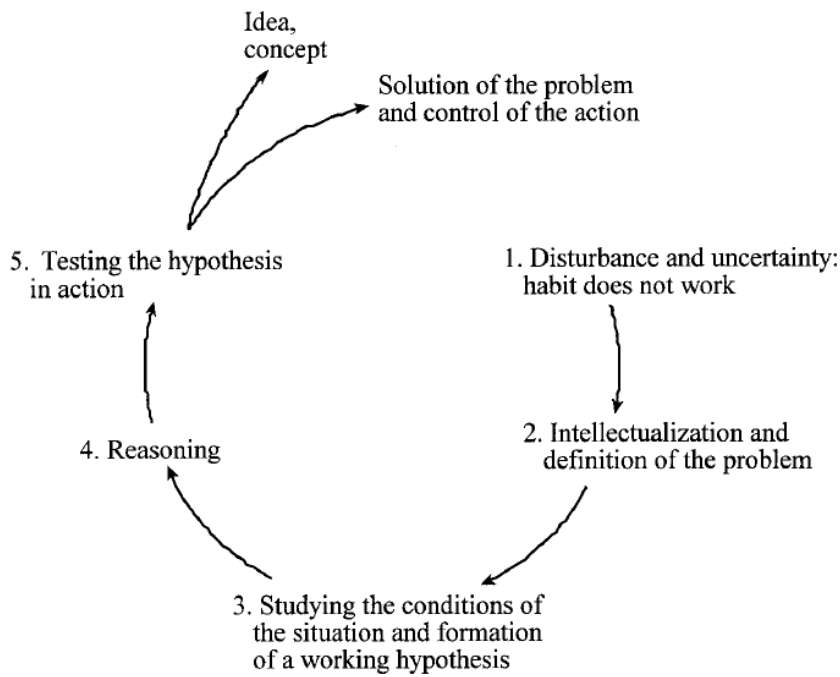 Idea,
concept
Solution of the problem
and control of the action
5. Testing the hypothesis
in action
1. Disturbance and uncertainty:
habit does not work
4. Reasoning
2. Intellectualization and
definition of the problem
3. Studying the conditions of
the situation and formation
of a working hypothesis